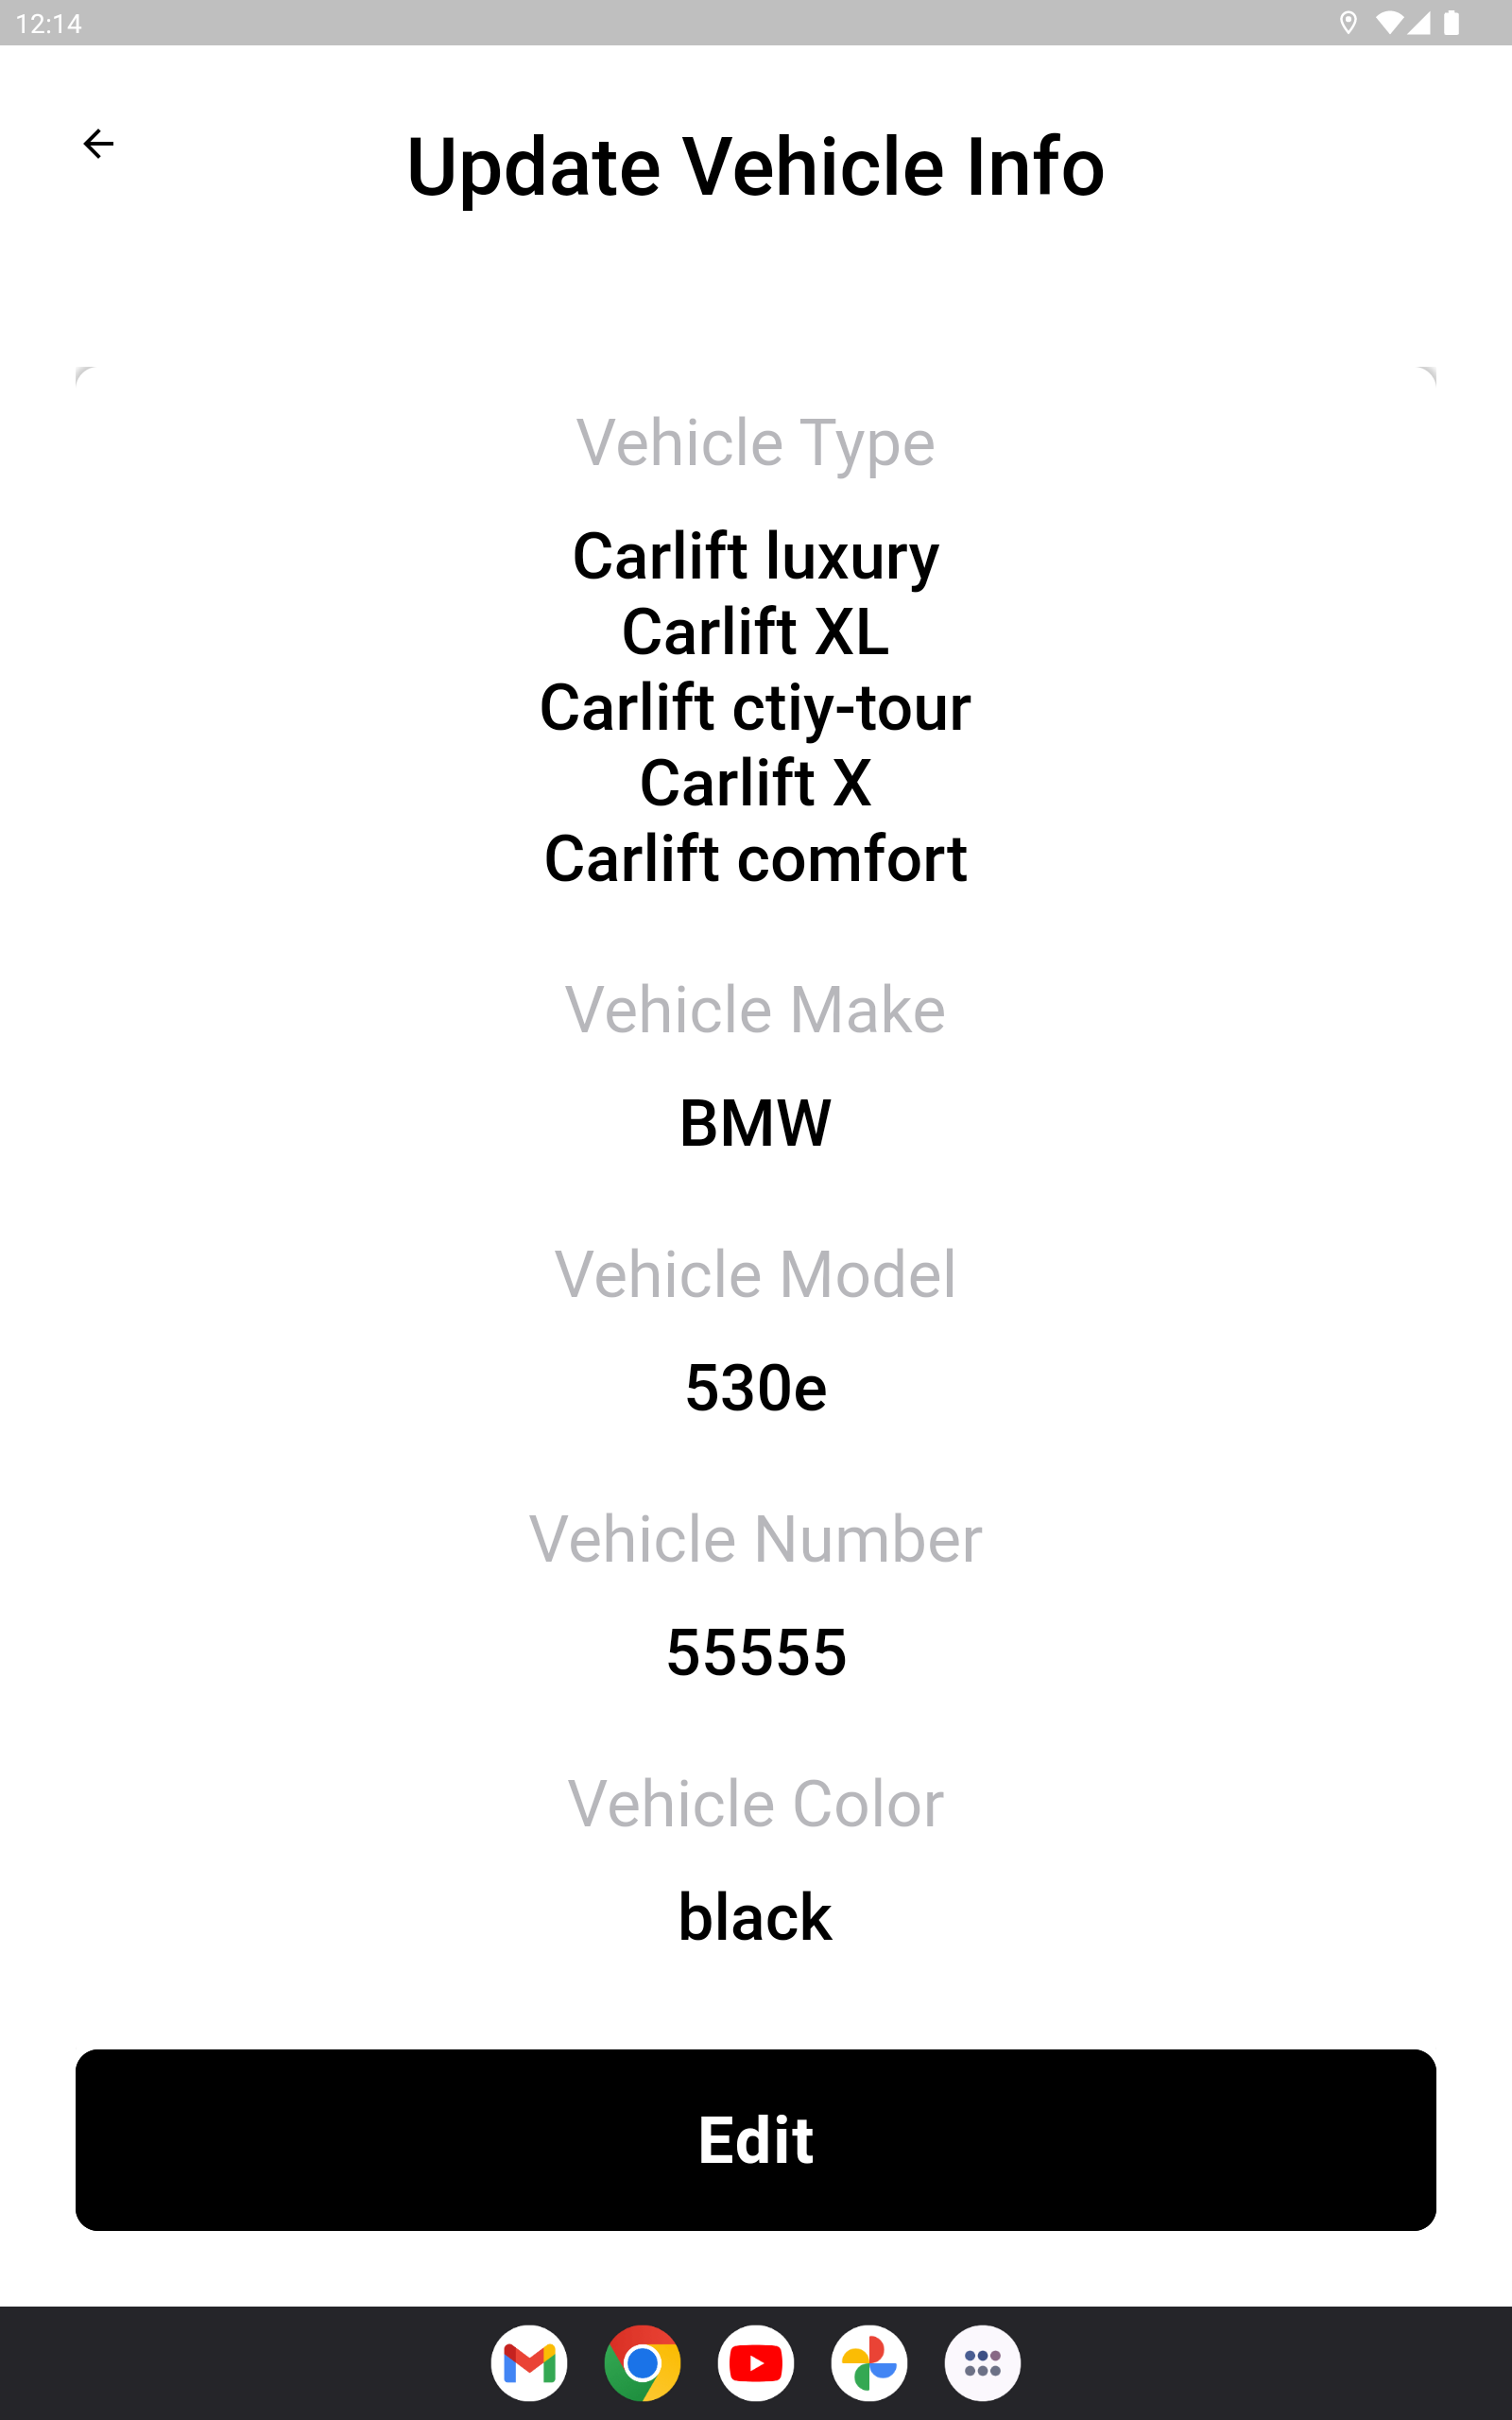 12:14
Update Vehicle Info
Vehicle Type
Carlift luxury
Carlift XL
Carlift ctiy-tour
Carlift X
Carlift comfort
Vehicle Make
BMW
Vehicle Model
530e
Vehicle Number
55555
Vehicle Color
black
Edit